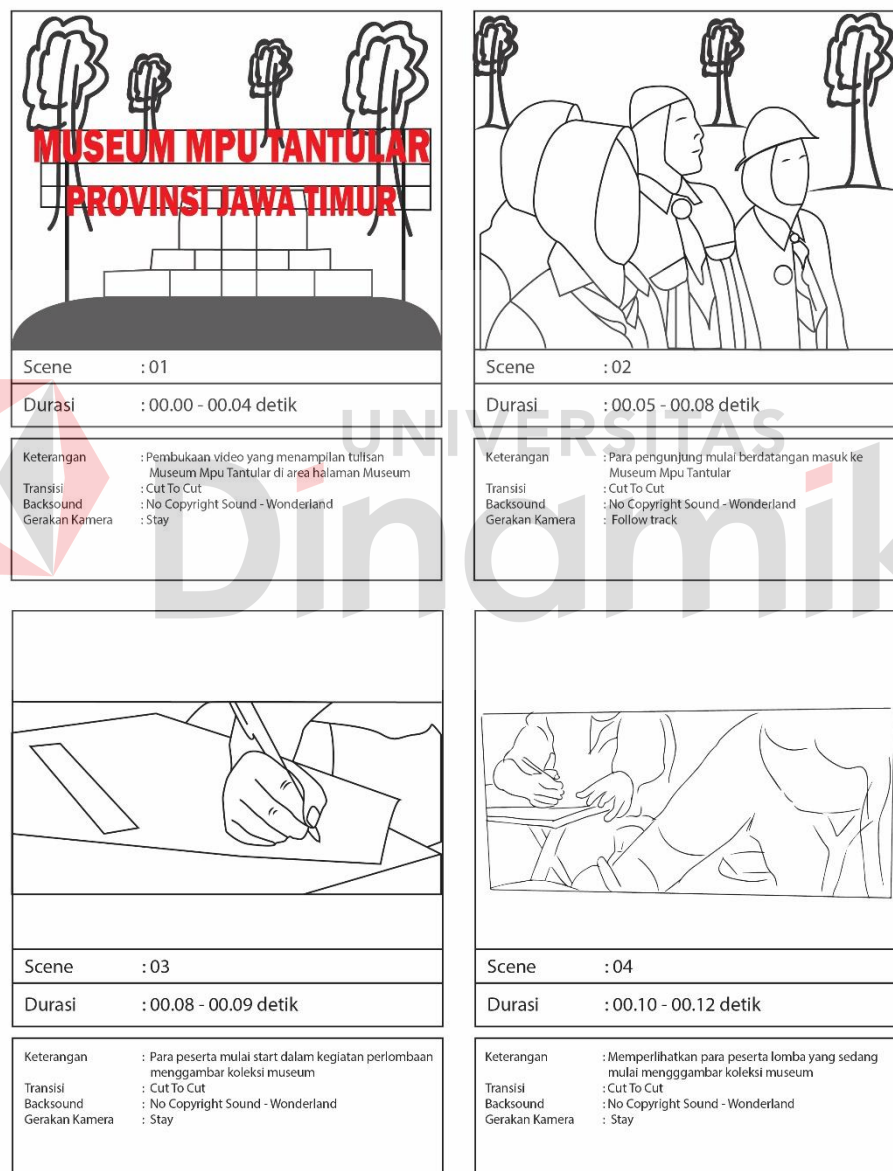 MUSEUM MPU TANTULAR
PROVINSI JAWA TIMUR
Scene : 01
Durasi : 00.00 - 00.04 detik
Keterangan : Pembukaan video yang menampilan tulisan
Museum Mpu Tantular di area halaman Museum
Transisi : Cut To Cut
Backsound : No Copyright Sound - Wonderland
Gerakan Kamera : Stay
Scene : 02
Durasi : 00.05 - 00.08 detik
Keterangan : Para pengunjung mulai berdatangan masuk ke
Museum Mpu Tantular
Transisi : Cut To Cut
Backsound : No Copyright Sound - Wonderland
Gerakan Kamera : Follow track
UNIVERSITAS
Dinamik
Scene : 03
Durasi : 00.08 - 00.09 detik
Keterangan : Para peserta mulai start dalam kegiatan perlombaan
menggambar koleksi museum
Transisi : Cut To Cut
Backsound : No Copyright Sound - Wonderland
Gerakan Kamera : Stay
Scene : 04
Durasi : 00.10 - 00.12 detik
Keterangan : Memperlihatkan para peserta lomba yang sedang
mulai mengggambar koleksi museum
Transisi : Cut To Cut
Backsound : No Copyright Sound - Wonderland
Gerakan Kamera : Stay